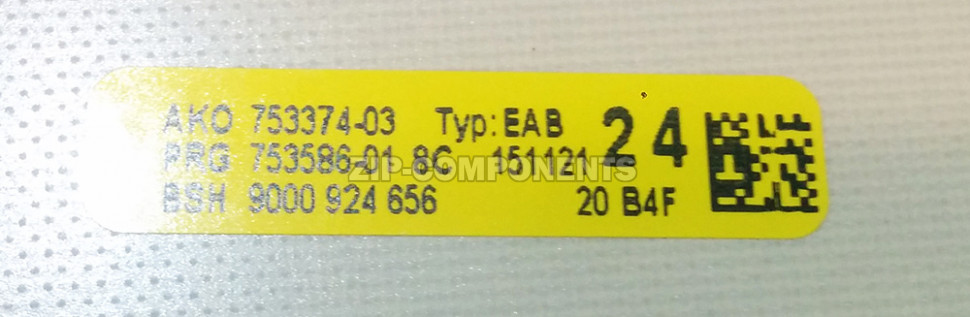 AKO 753374-03 Typ: EAB 24
PRG 753586-01 8C 151121
ZIP-COMPONENTS
BSH 9000 924 656 20 B4F